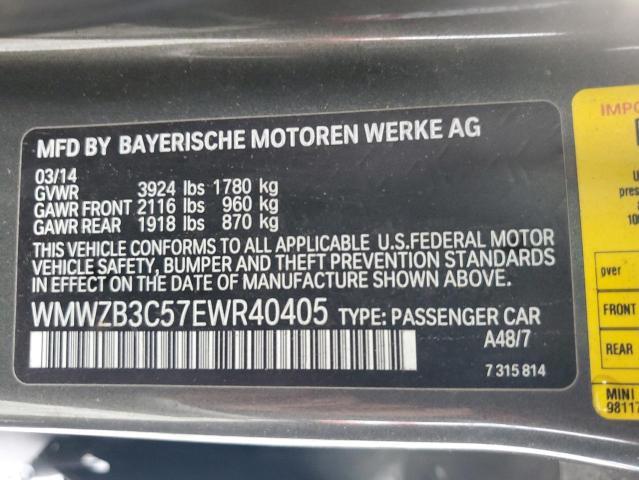 MFD BY BAYERISCHE MOTOREN WERKE AG
03/14
GVWR 3924 lbs 1780 kg
GAWR FRONT 2116 lbs 960 kg
GAWR REAR 1918 lbs 870 kg
THIS VEHICLE CONFORMS TO ALL APPLICABLE U.S.FEDERAL MOTOR
VEHICLE SAFETY, BUMPER AND THEFT PREVENTION STANDARDS
IN EFFECT ON THE DATE OF MANUFACTURE SHOWN ABOVE.
WMWZB3C57EWR40405 TYPE: PASSENGER CAR
A48/7
7 315 814
over
FRONT
REAR
MINI